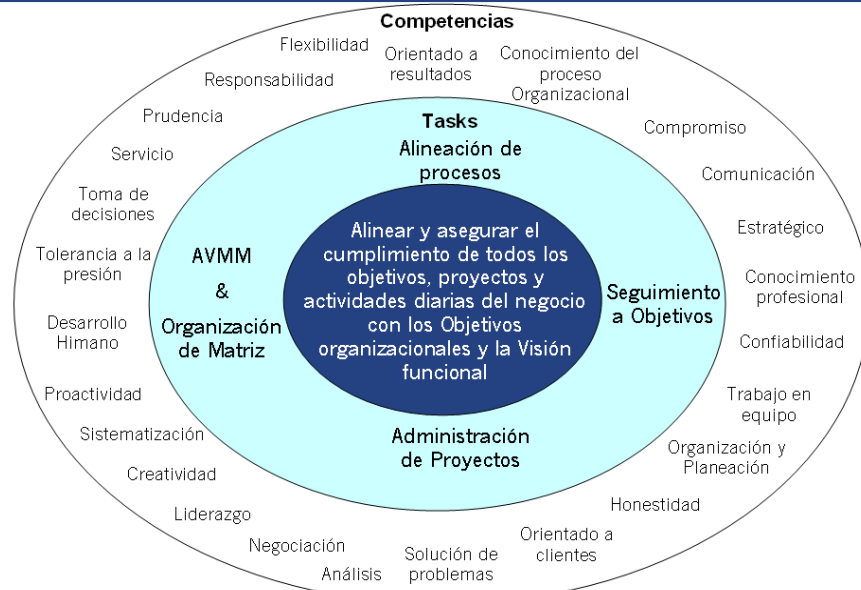 Competencias
Flexibilidad
Orientado a
resultados
Conocimiento del
proceso
Organizacional
Responsabilidad
Prudencia
Servicio
Toma de
decisiones
Tolerancia a la
presión
Desarrollo
Himano
Proactividad
Sistematización
Creatividad
Liderazgo
Negociación
Análisis
Solución de
problemas
Orientado a
clientes
Honestidad
Organización y
Planeación
Trabajo en
equipo
Confiabilidad
Conocimiento
profesional
Estratégico
Comunicación
Compromiso
Tasks
Alineación de
procesos
AVMM
&
Organización
de Matriz
Seguimiento
a Objetivos
Administración
de Proyectos
Alinear y asegurar el
cumplimiento de todos los
objetivos, proyectos y
actividades diarias del negocio
con los Objetivos
organizacionales y la Visión
funcional